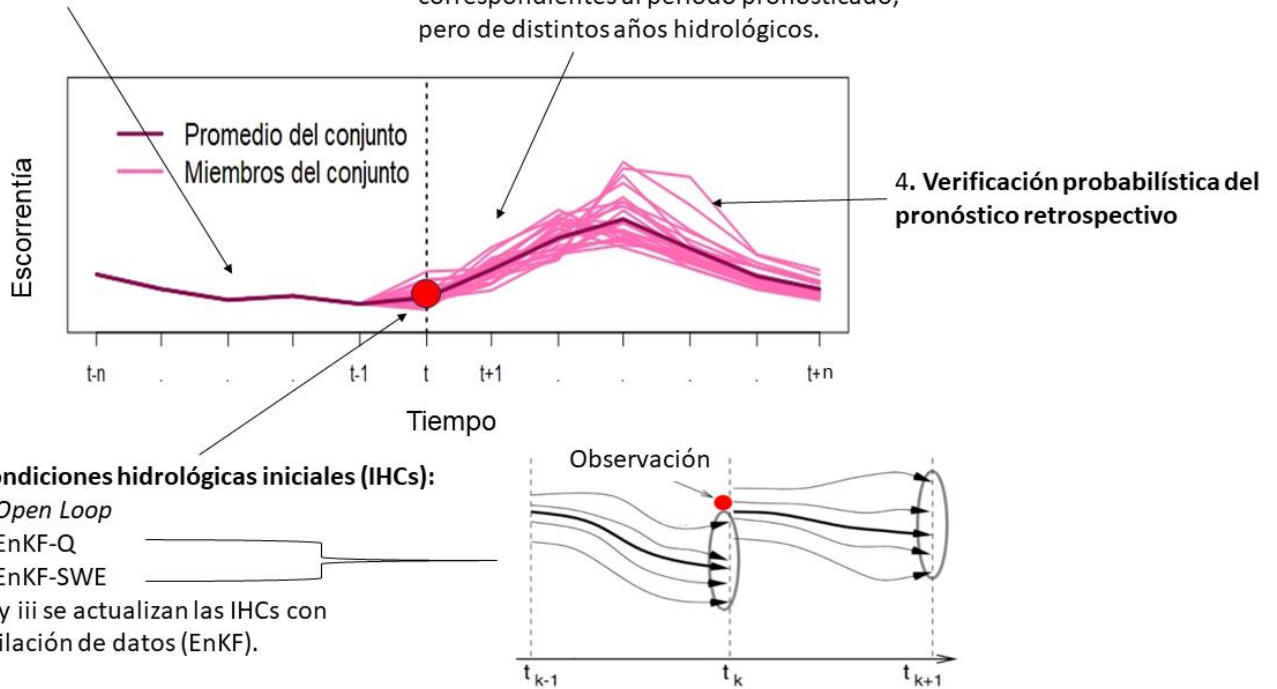 correspondientes al período pronosticado,
pero de distintos años hidrológicos.
Promedio del conjunto
Miembros del conjunto
Escorrentía
4. Verificación probabilística del
pronóstico retrospectivo
t-n . . . t-1 t t+1 . . . . t+n
Tiempo
ondiciones hidrológicas iniciales (IHCs):
Open Loop
EnKF-Q
EnKF-SWE
y iii se actualizan las IHCs con
ilación de datos (EnKF).
Observación
t k-1 t k t k+1